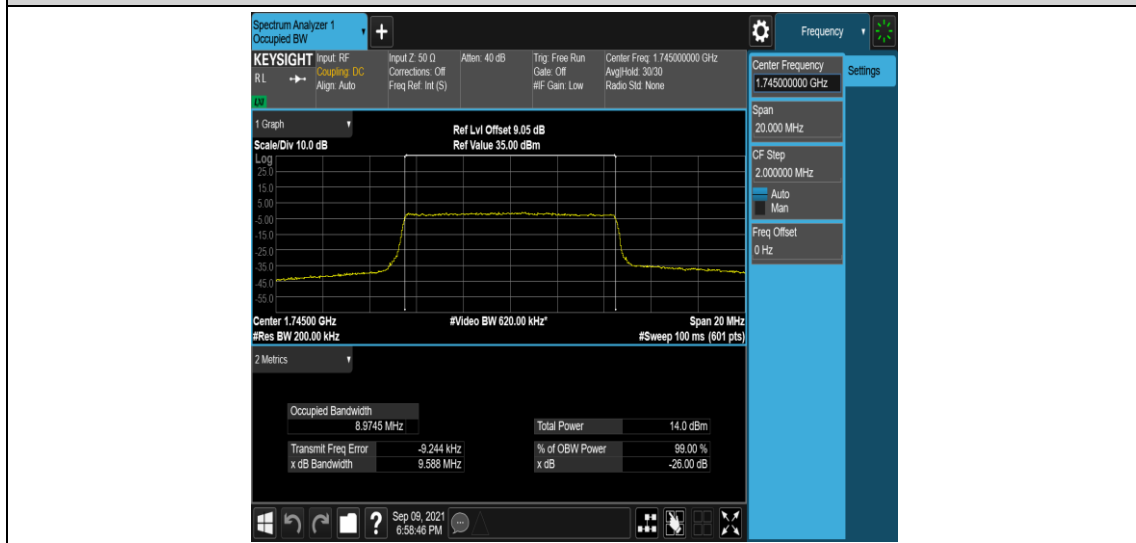 Spectrum Analyzer 1
Occupied BW
+
Frequency
KEYSIGHT
RL
LXI
Input: RF
Coupling: DC
Align: Auto
Input Z: 50 Ω
Corrections: Off
Freq Ref: Int (S)
Atten: 40 dB
Trig: Free Run
Gate: Off
#IF Gain: Low
Center Freq: 1.745000000 GHz
Avg|Hold: 30/30
Radio Std: None
Center Frequency
1.745000000 GHz
Settings
Span
20.000 MHz
CF Step
2.000000 MHz
Auto
Man
Freq Offset
0 Hz
1 Graph
Scale/Div 10.0 dB
Ref Lvl Offset 9.05 dB
Ref Value 35.00 dBm
Log
25.0
15.0
5.00
-5.00
-15.0
-25.0
-35.0
-45.0
-55.0
Center 1.74500 GHz
#Video BW 620.00 kHz*
Span 20 MHz
#Res BW 200.00 kHz
#Sweep 100 ms (601 pts)
2 Metrics
Occupied Bandwidth
8.9745 MHz
Total Power 14.0 dBm
Transmit Freq Error -9.244 kHz
% of OBW Power 99.00 %
x dB Bandwidth 9.588 MHz
x dB -26.00 dB
?
Sep 09, 2021
6:58:46 PM